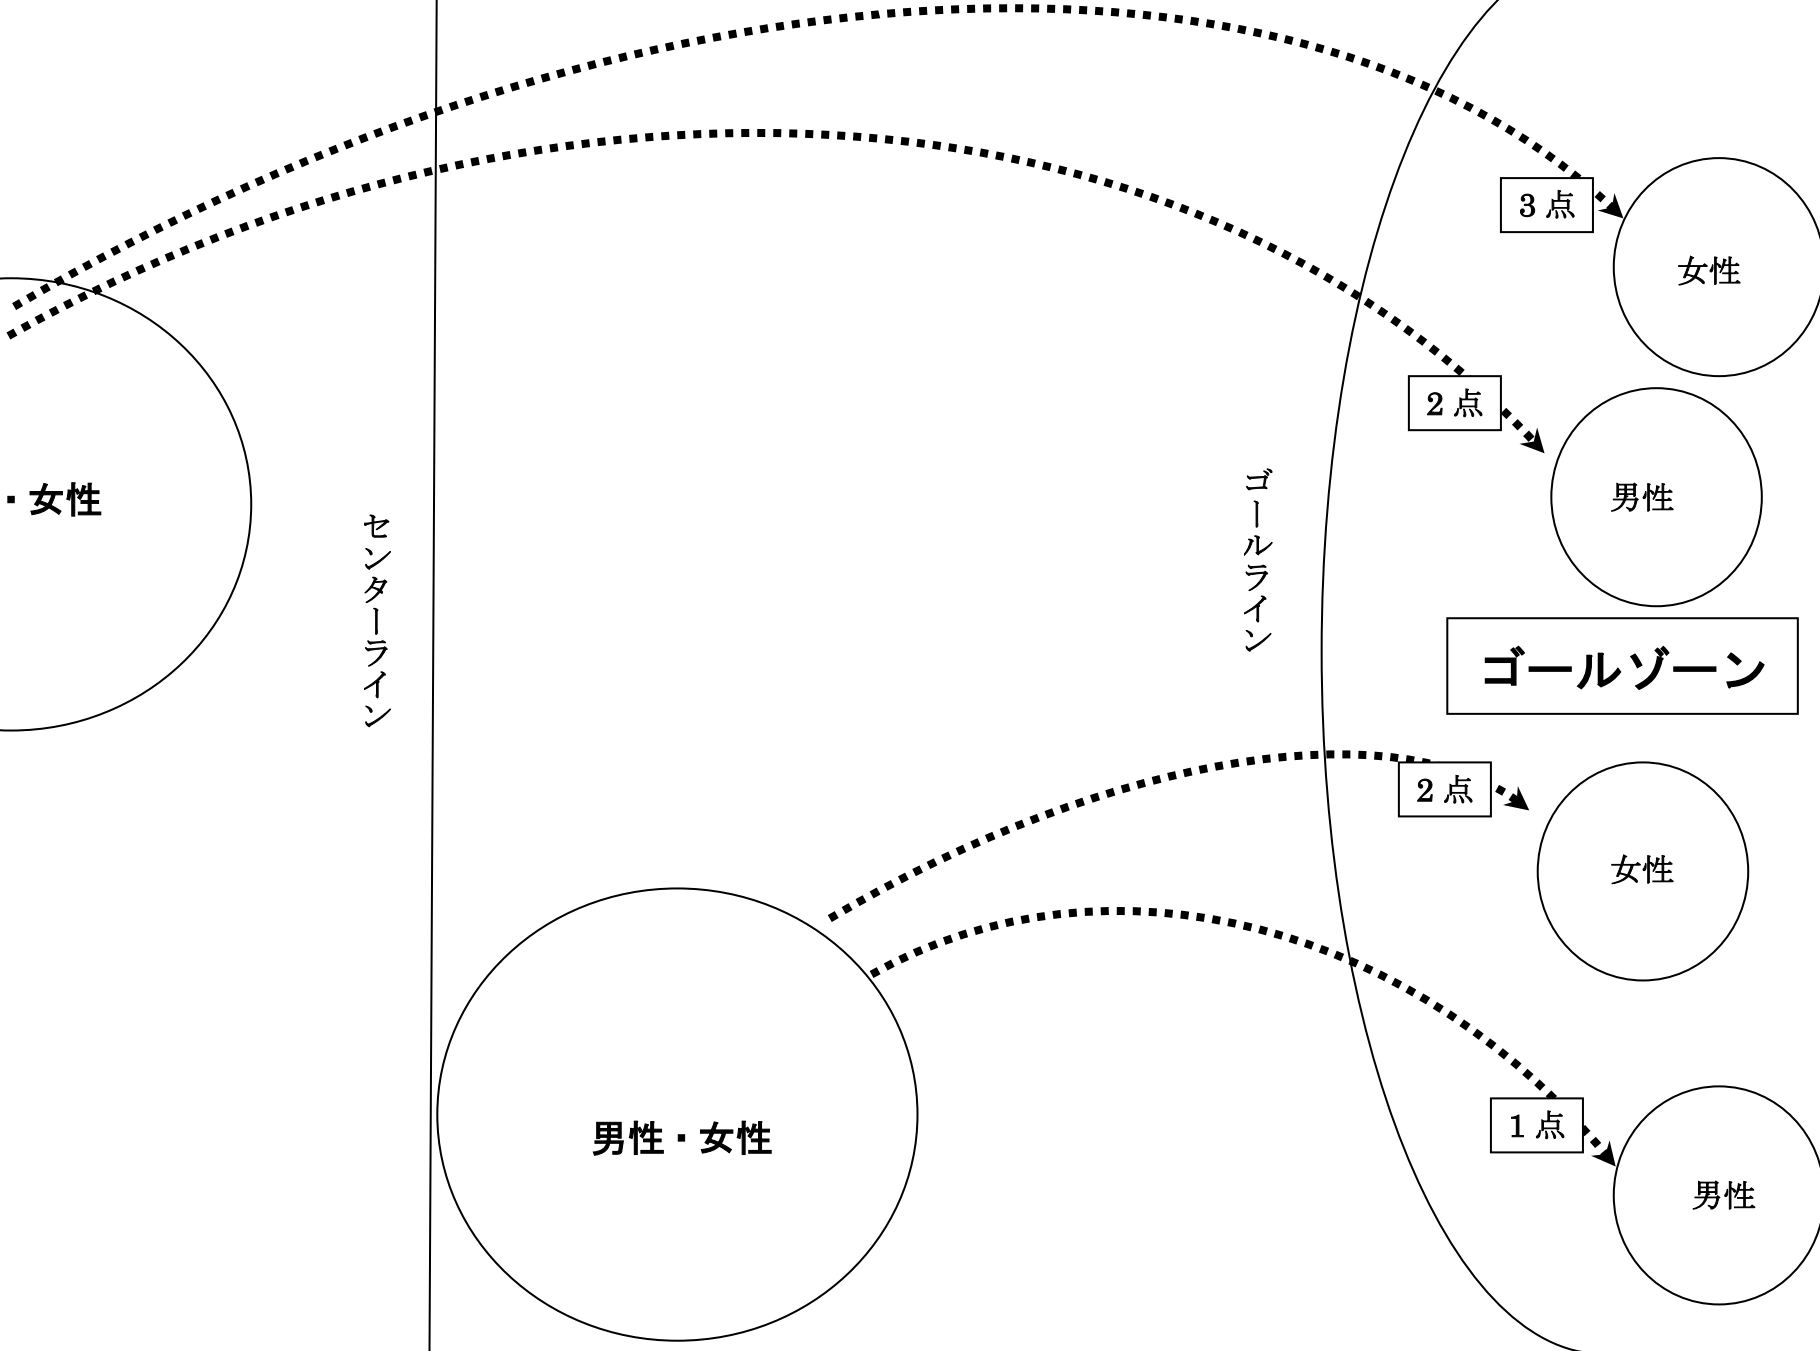 3点
女性
2点
男性
・女性
センターライン
ゴールライン
ゴールゾーン
2点
女性
男性・女性
1点
男性